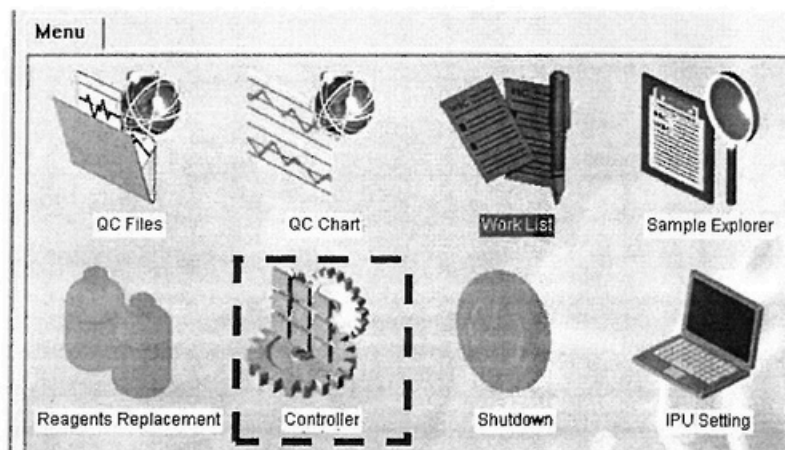 Menu
QC Files
QC Chart
Work List
Sample Explorer
Reagents Replacement
Controller
Shutdown
IPU Setting